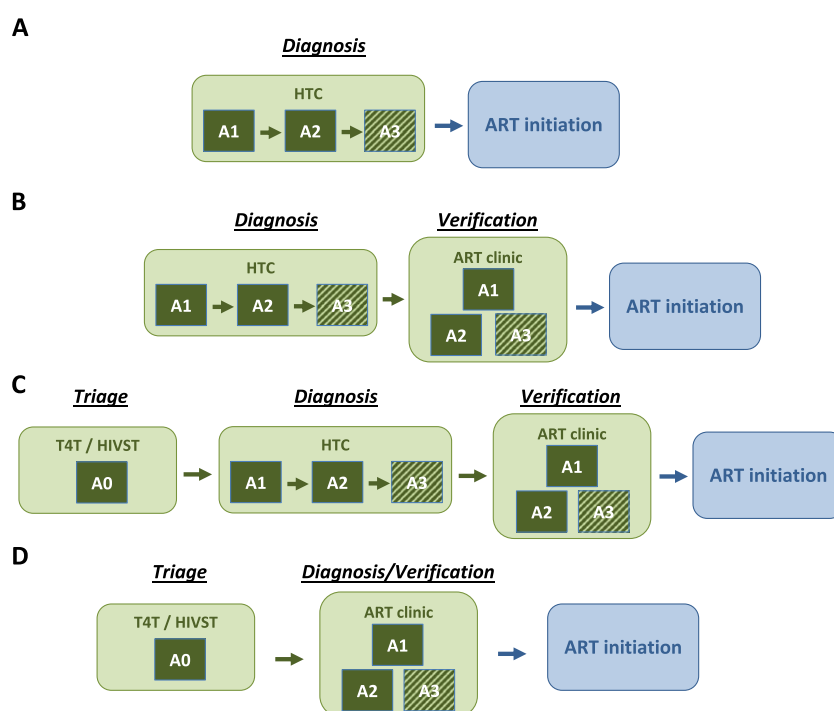 A
Diagnosis
HTC
A1 A2 A3
ART initiation
B
Diagnosis Verification
HTC
ART clinic
A1 A2 A3
A1
A2 A3
ART initiation
C
Triage Diagnosis Verification
T4T / HIVST
A0
HTC
A1 A2 A3
ART clinic
A1
A2 A3
ART initiation
D
Triage Diagnosis/Verification
T4T / HIVST
A0
ART clinic
A1
A2 A3
ART initiation